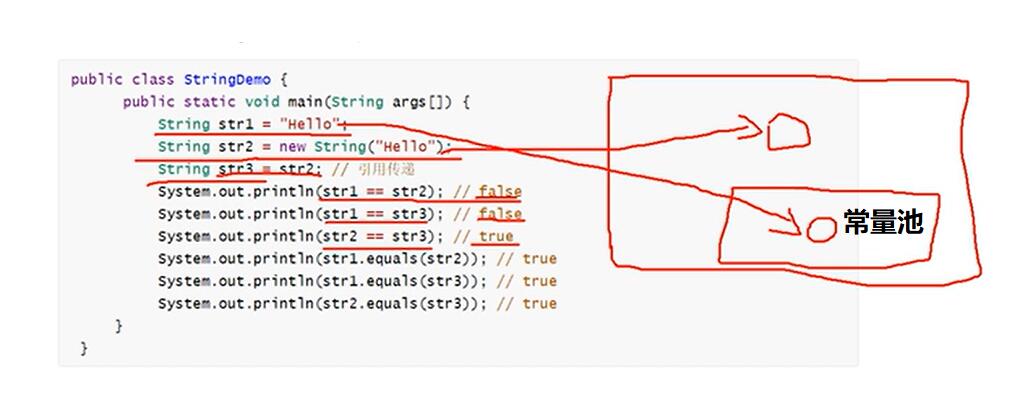 public class StringDemo {
public static void main(String args[]) {
String str1 = "Hello";
String str2 = new String("Hello");
String str3 = str2; // 引用传递
System.out.println(str1 == str2); // false
System.out.println(str1 == str3); // false
System.out.println(str2 == str3); // true
System.out.println(str1.equals(str2)); // true
System.out.println(str1.equals(str3)); // true
System.out.println(str2.equals(str3)); // true
}
}
常量池